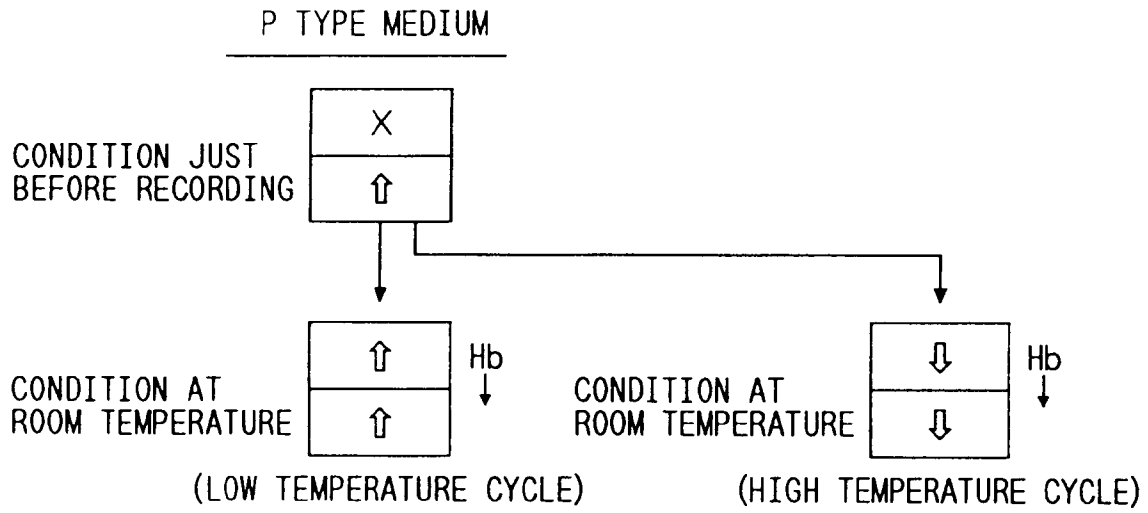 P TYPE MEDIUM
X
CONDITION JUST
BEFORE RECORDING
⇧
⇧
Hb
↓
CONDITION AT
ROOM TEMPERATURE
⇧
(LOW TEMPERATURE CYCLE)
⇩
Hb
↓
CONDITION AT
ROOM TEMPERATURE
⇩
(HIGH TEMPERATURE CYCLE)